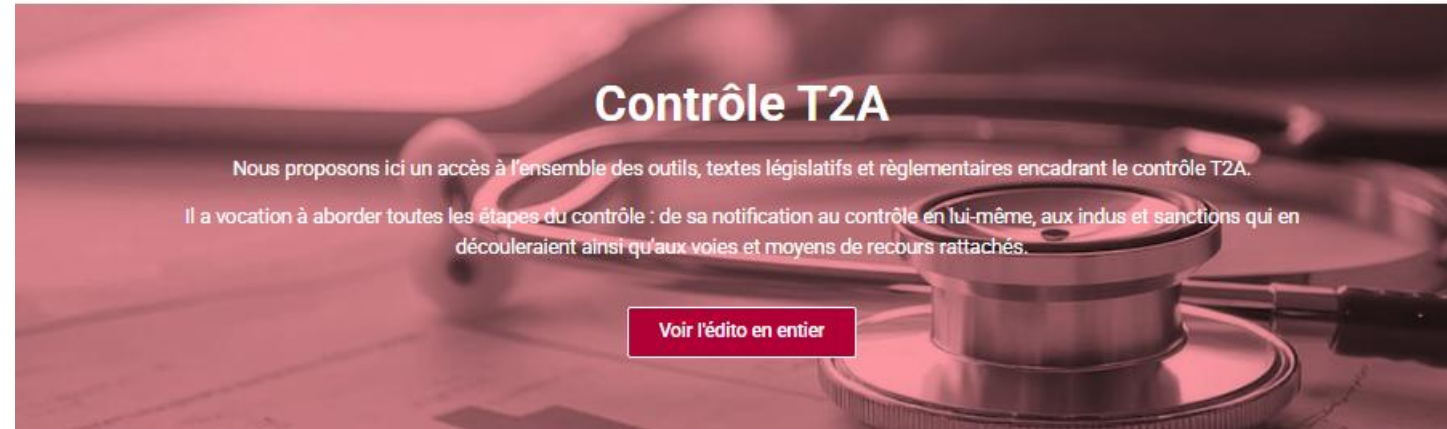 Contrôle T2A
Nous proposons ici un accès à l'ensemble des outils, textes législatifs et règlementaires encadrant le contrôle T2A.
Il a vocation à aborder toutes les étapes du contrôle : de sa notification au contrôle en lui-même, aux indus et sanctions qui en
découleraient ainsi qu'aux voies et moyens de recours rattachés.
Voir l'édito en entier